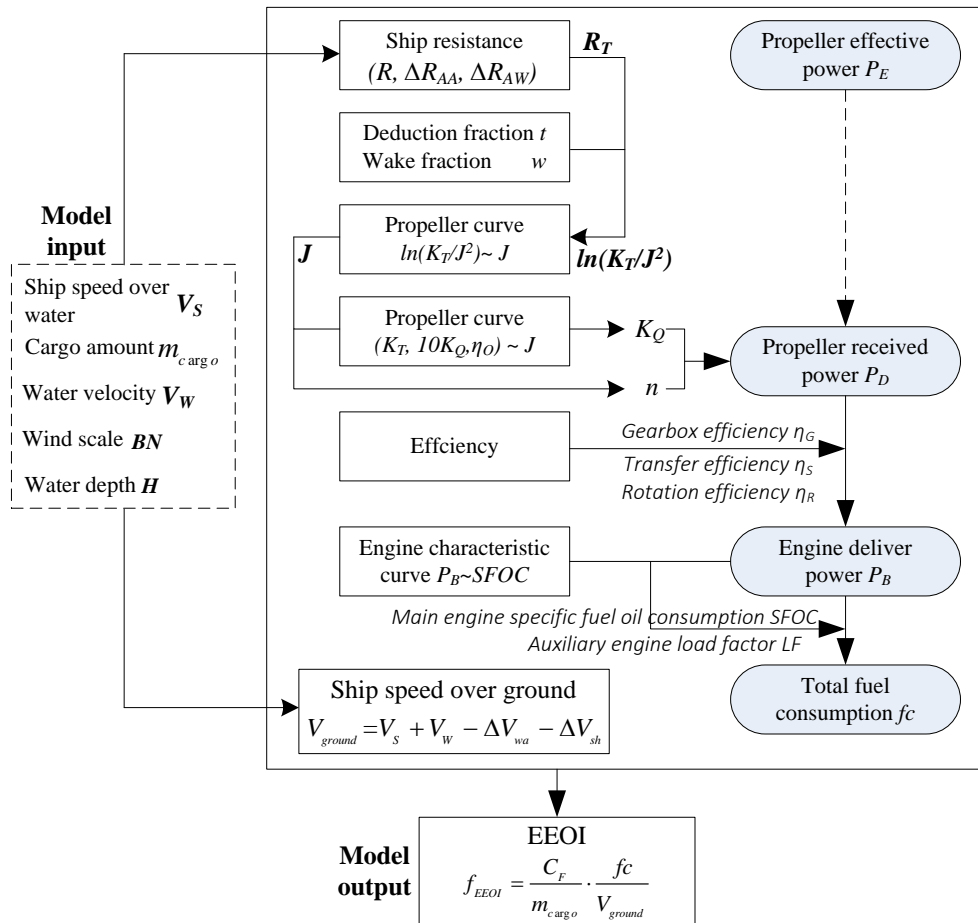 Model
input
Ship speed over
water V_S
Cargo amount m_cargo
Water velocity V_W
Wind scale BN
Water depth H
Ship resistance
(R, ΔR_AA, ΔR_AW)
R_T
Deduction fraction t
Wake fraction w
Propeller curve
ln(K_T/J²)~ J
J
ln(K_T/J²)
Propeller curve
(K_T, 10K_Q,η_O) ~ J
K_Q
n
Effciency
Gearbox efficiency η_G
Transfer efficiency η_S
Rotation efficiency η_R
Engine characteristic
curve P_B~SFOC
Main engine specific fuel oil consumption SFOC
Auxiliary engine load factor LF
Ship speed over ground
V_ground =V_S + V_W − ΔV_wa − ΔV_sh
Propeller effective
power P_E
Propeller received
power P_D
Engine deliver
power P_B
Total fuel
consumption fc
Model
output
EEOI
f_EEOI = C_F / m_cargo · fc / V_ground